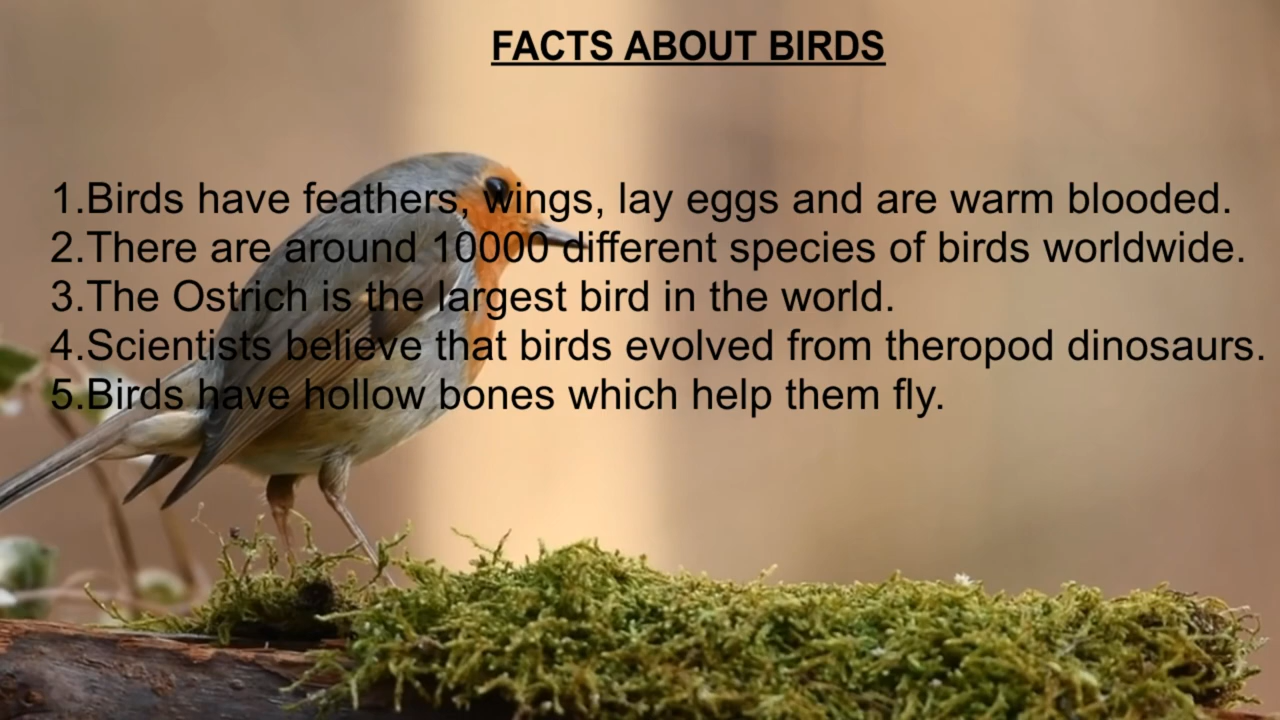 FACTS ABOUT BIRDS
1.Birds have feathers, wings, lay eggs and are warm blooded.
2.There are around 10000 different species of birds worldwide.
3.The Ostrich is the largest bird in the world.
4.Scientists believe that birds evolved from theropod dinosaurs.
5.Birds have hollow bones which help them fly.